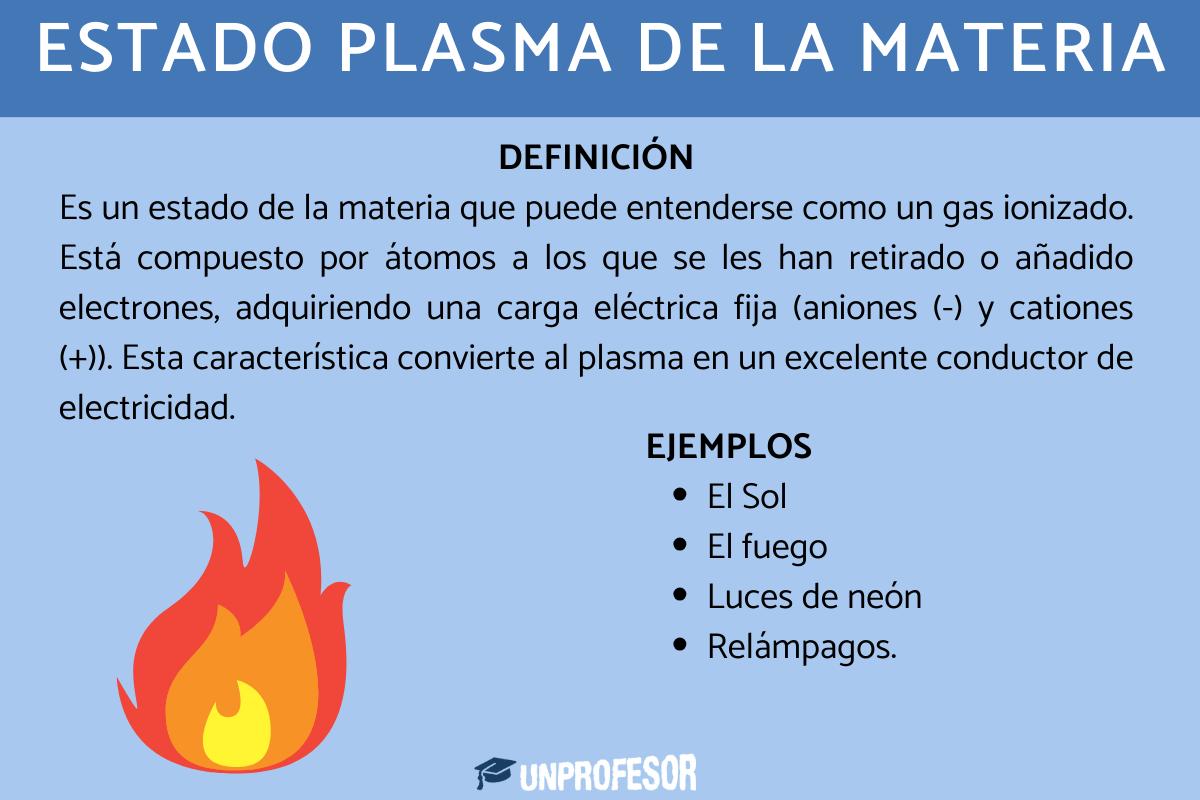 ESTADO PLASMA DE LA MATERIA
DEFINICIÓN
Es un estado de la materia que puede entenderse como un gas ionizado.
Está compuesto por átomos a los que se les han retirado o añadido
electrones, adquiriendo una carga eléctrica fija (aniones (-) y cationes
(+)). Esta característica convierte al plasma en un excelente conductor de
electricidad.
EJEMPLOS
• El Sol
• El fuego
• Luces de neón
• Relámpagos.
UNPROFESOR